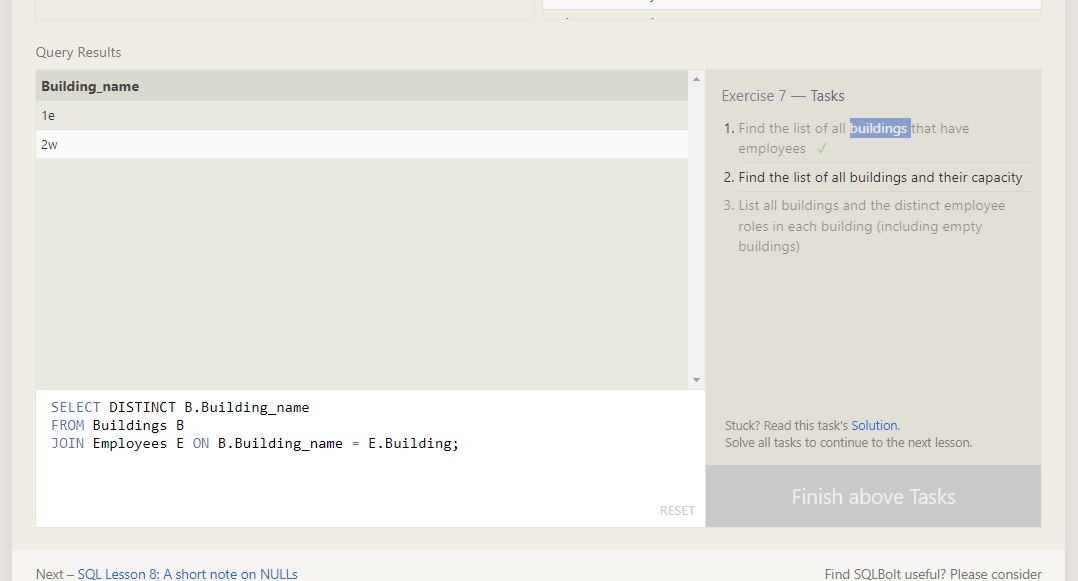 Query Results
Building_name
1e
2w
Exercise 7 — Tasks
1. Find the list of all buildings that have
employees ✓
2. Find the list of all buildings and their capacity
3. List all buildings and the distinct employee
roles in each building (including empty
buildings)
SELECT DISTINCT B.Building_name
FROM Buildings B
JOIN Employees E ON B.Building_name = E.Building;
RESET
Stuck? Read this task's Solution.
Solve all tasks to continue to the next lesson.
Finish above Tasks
Next – SQL Lesson 8: A short note on NULLs
Find SQLBolt useful? Please consider